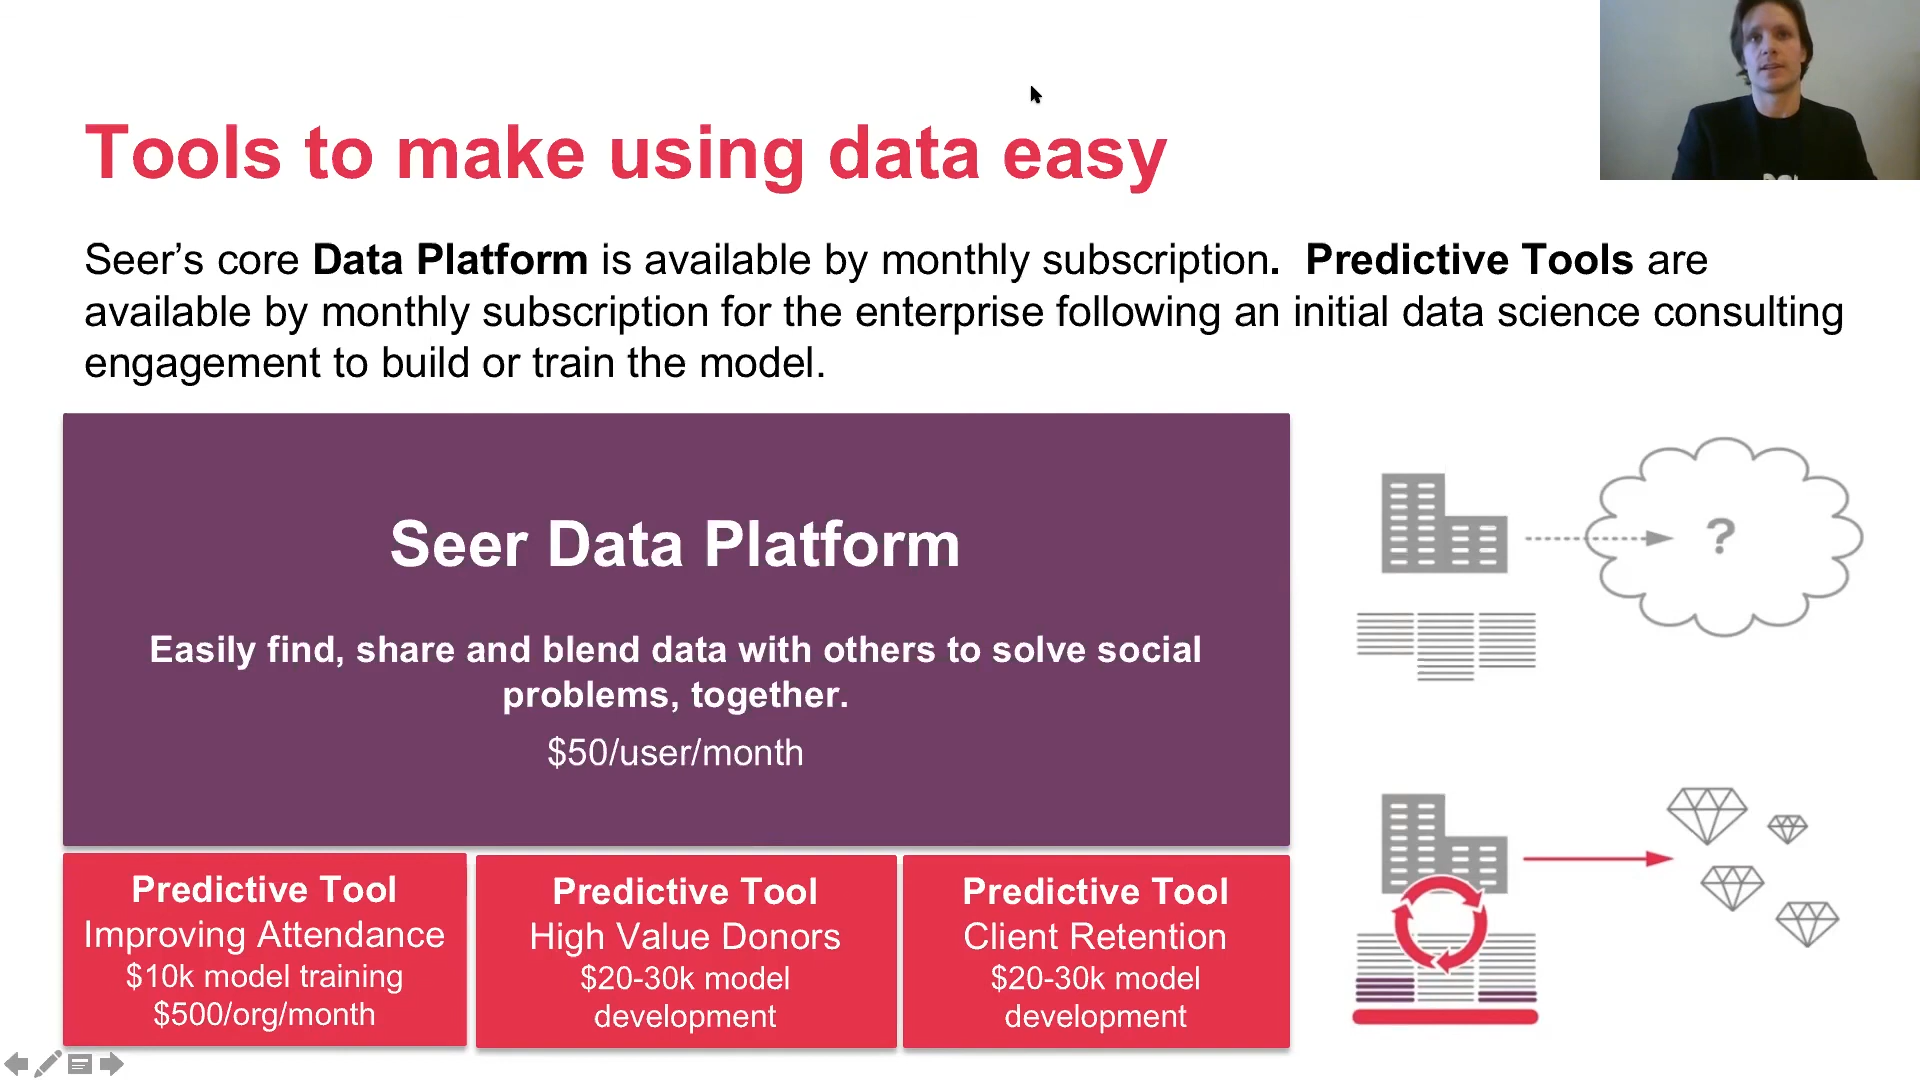 Tools to make using data easy
Seer’s core Data Platform is available by monthly subscription.  Predictive Tools are
available by monthly subscription for the enterprise following an initial data science consulting
engagement to build or train the model.
Seer Data Platform
Easily find, share and blend data with others to solve social
problems, together.
$50/user/month
?
Predictive Tool
Improving Attendance
$10k model training
$500/org/month
Predictive Tool
High Value Donors
$20-30k model
development
Predictive Tool
Client Retention
$20-30k model
development